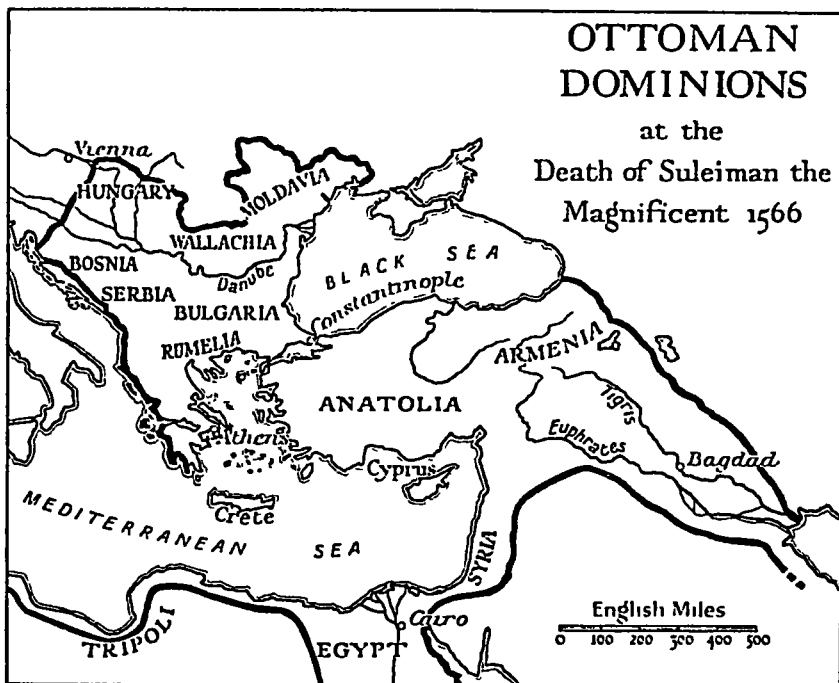 OTTOMAN
DOMINIONS
at the
Death of Suleiman the
Magnificent 1566
Vienna
HUNGARY
MOLDAVIA
WALLACHIA
BOSNIA
Danube
SERBIA
BULGARIA
BLACK SEA
Constantinople
RUMELIA
ARMENIA
ANATOLIA
Tigris
Athens
Euphrates
Bagdad
Cyprus
Crete
MEDITERRANEAN SEA
SYRIA
TRIPOLI
EGYPT
Cairo
English Miles
0 100 200 300 400 500